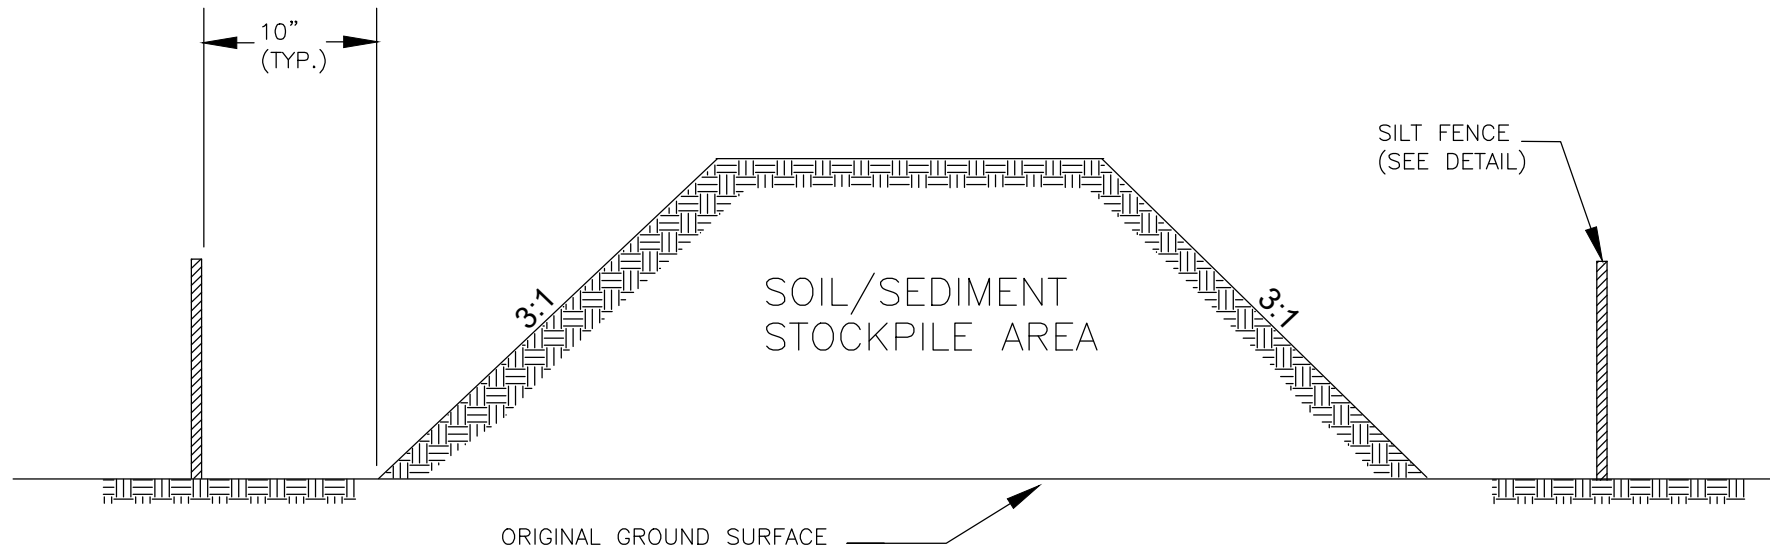 10”
(TYP.)
SILT FENCE
(SEE DETAIL)
3:1
SOIL/SEDIMENT
STOCKPILE AREA
3:1
ORIGINAL GROUND SURFACE